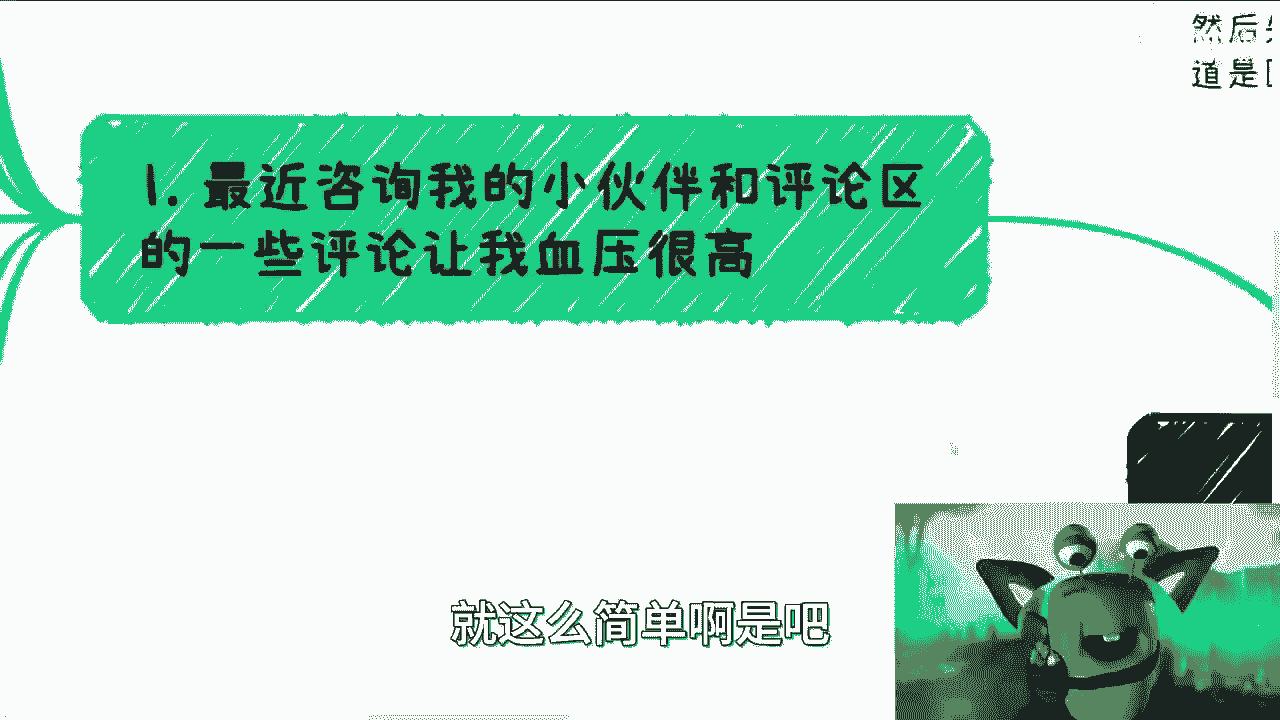 然后
道是
1. 最近咨询我的小伙伴和评论区
的一些评论让我血压很高
就这么简单啊是吧